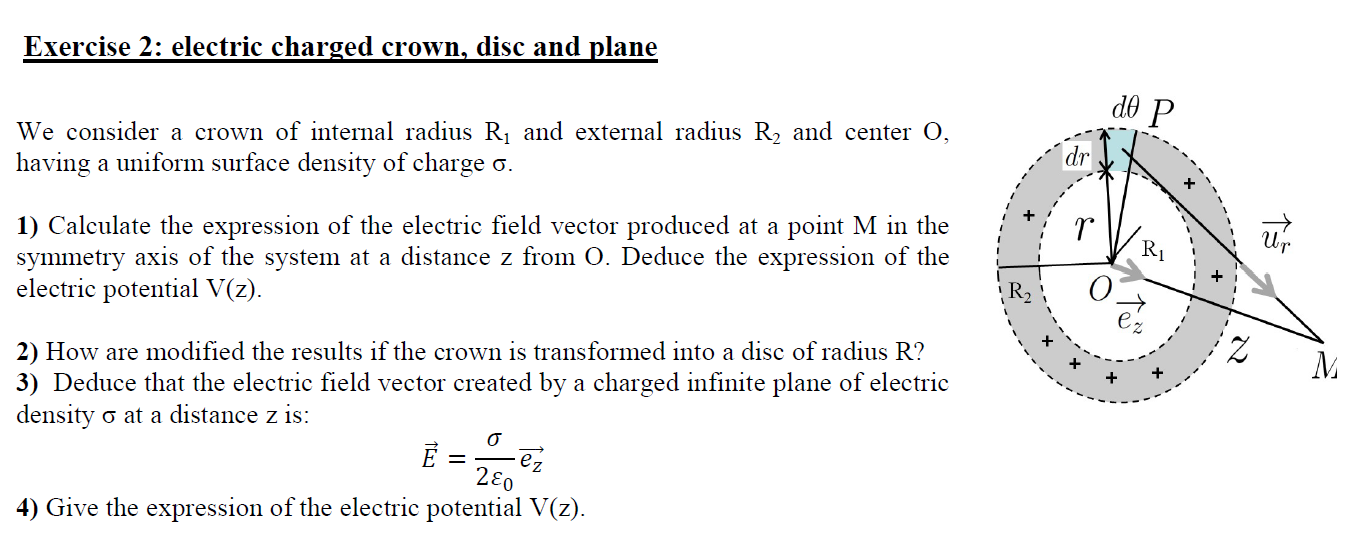 Exercise 2: electric charged crown, disc and plane
We consider a crown of internal radius R₁ and external radius R₂ and center O,
having a uniform surface density of charge σ.
1) Calculate the expression of the electric field vector produced at a point M in the
symmetry axis of the system at a distance z from O. Deduce the expression of the
electric potential V(z).
2) How are modified the results if the crown is transformed into a disc of radius R?
3) Deduce that the electric field vector created by a charged infinite plane of electric
density σ at a distance z is:
E⃗ = σ/(2ε₀) e⃗_z
4) Give the expression of the electric potential V(z).
dθ P
dr
+
+
r
R₁
u⃗_r
+
R₂
O
e⃗_z
+
z
+
+
+
M